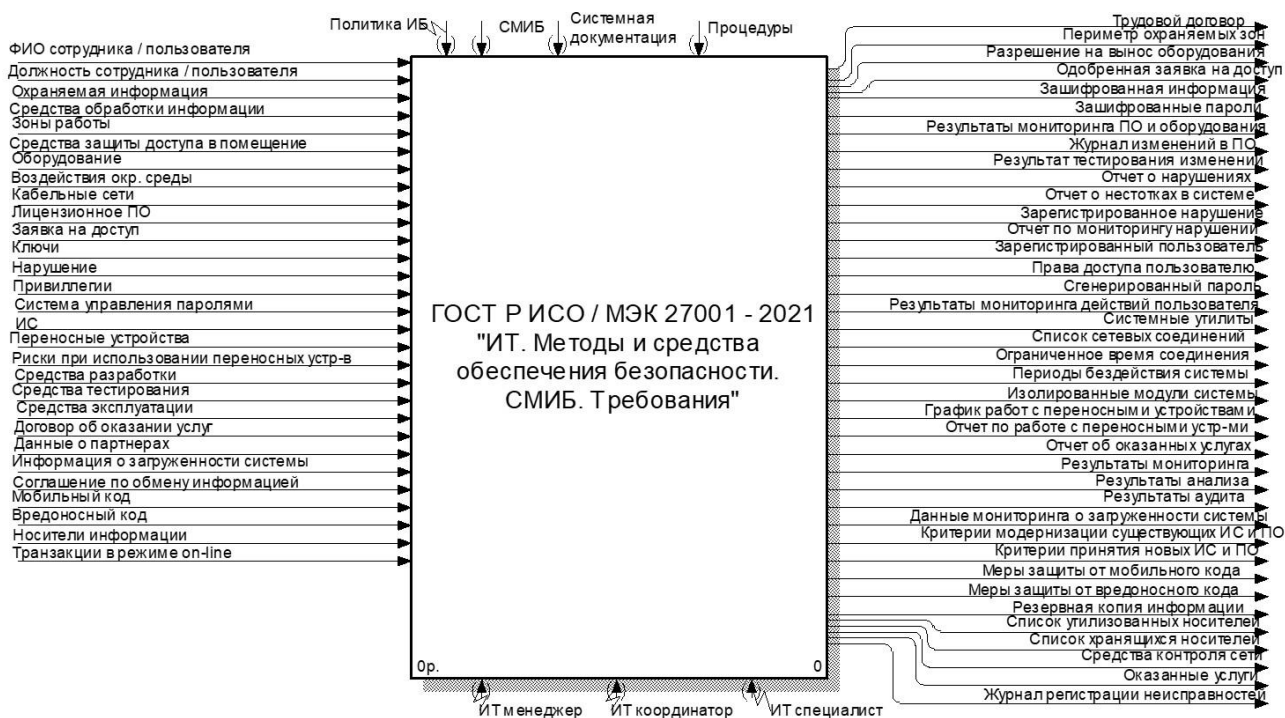 Политика ИБ
СМИБ
Системная
документация
Процедуры
ФИО сотрудника / пользователя
Должность сотрудника / пользователя
Охраняемая информация
Средства обработки информации
Зоны работы
Средства защиты доступа в помещение
Оборудование
Воздействия окр. среды
Кабельные сети
Лицензионное ПО
Заявка на доступ
Ключи
Нарушение
Привиллегии
Система управления паролями
ИС
Переносные устройства
Риски при использовании переносных устр-в
Средства разработки
Средства тестирования
Средства эксплуатации
Договор об оказании услуг
Данные о партнерах
Информация о загруженности системы
Соглашение по обмену информацией
Мобильный код
Вредоносный код
Носители информации
Транзакции в режиме on-line
ГОСТ Р ИСО / МЭК 27001 - 2021
"ИТ. Методы и средства
обеспечения безопасности.
СМИБ. Требования"
0р.
0
Трудовой договор
Периметр охраняемых зон
Разрешение на вынос оборудования
Одобренная заявка на доступ
Зашифрованная информация
Зашифрованные пароли
Результаты мониторинга ПО и оборудования
Журнал изменений в ПО
Результат тестирования изменений
Отчет о нарушениях
Отчет о нестотках в системе
Зарегистрированное нарушение
Отчет по мониторингу нарушений
Зарегистрированный пользователь
Права доступа пользователю
Сгенерированный пароль
Результаты мониторинга действий пользователя
Системные утилиты
Список сетевых соединений
Ограниченное время соединения
Периоды бездействия системы
Изолированные модули системы
График работ с переносными устройствами
Отчет по работе с переносными устр-ми
Отчет об оказанных услугах
Результаты мониторинга
Результаты анализа
Результаты аудита
Данные мониторинга о загруженности системы
Критерии модернизации существующих ИС и ПО
Критерии принятия новых ИС и ПО
Меры защиты от мобильного кода
Меры защиты от вредоносного кода
Резервная копия информации
Список утилизованных носителей
Список хранящихся носителей
Средства контроля сети
Оказанные услуги
Журнал регистрации неисправностей
ИТ менеджер
ИТ координатор
ИТ специалист